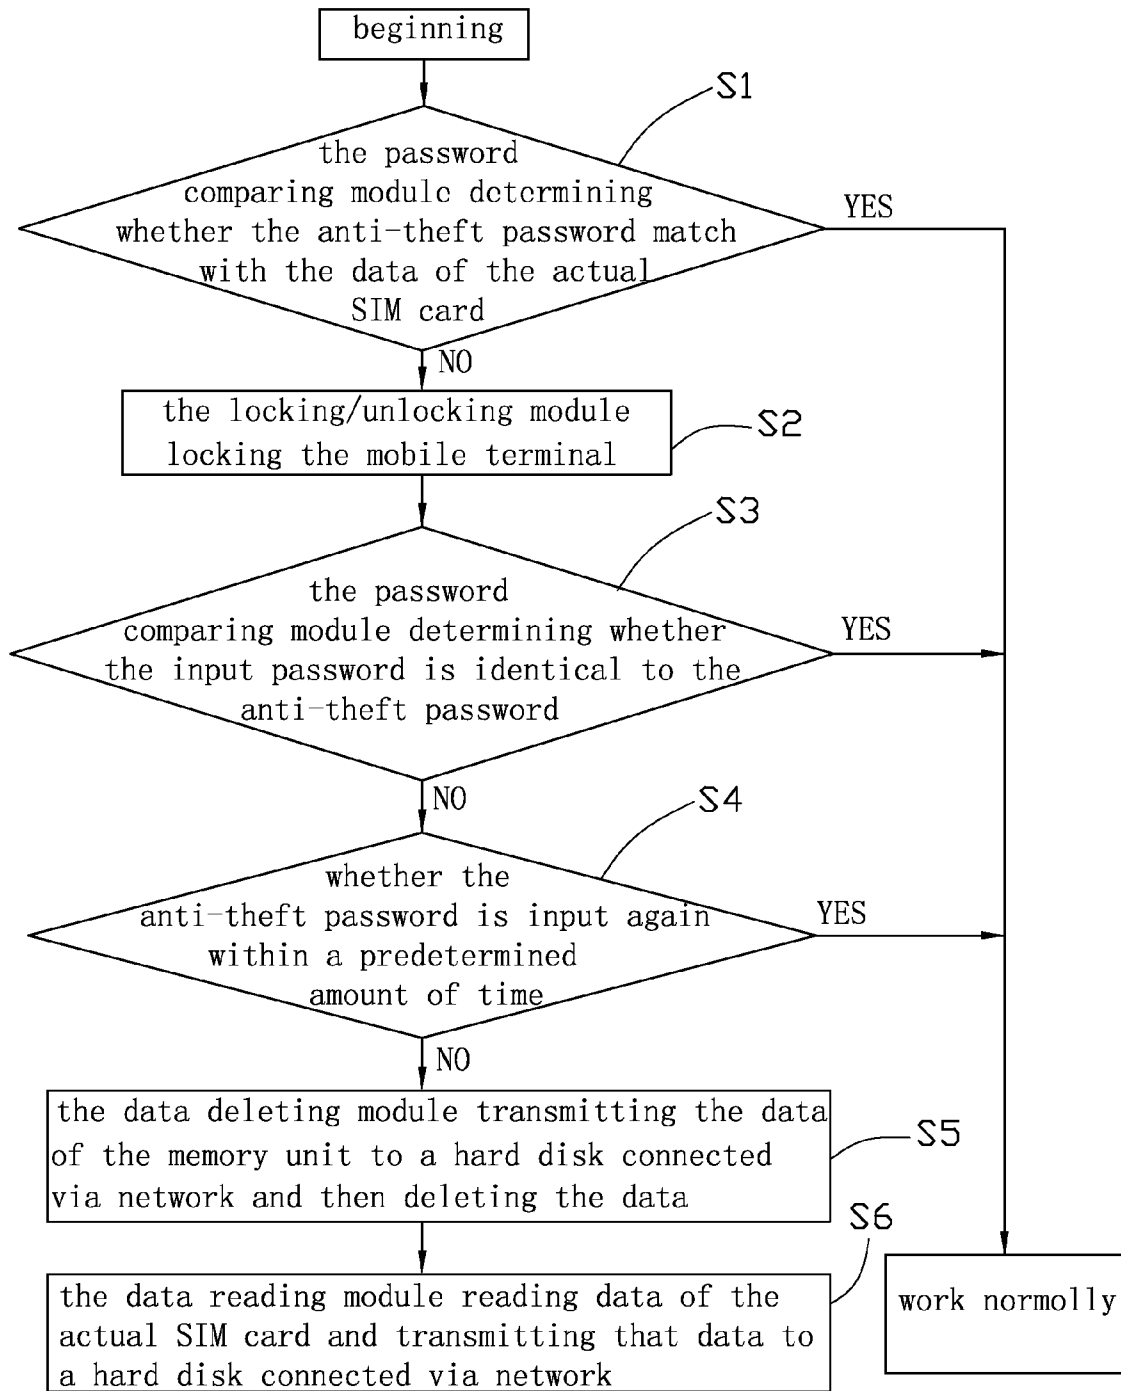 beginning
S1
the password
comparing module determining
whether the anti-theft password match
with the data of the actual
SIM card
YES
NO
the locking/unlocking module
locking the mobile terminal
S2
S3
the password
comparing module determining whether
the input password is identical to the
anti-theft password
YES
NO
S4
whether the
anti-theft password is input again
within a predetermined
amount of time
YES
NO
the data deleting module transmitting the data
of the memory unit to a hard disk connected
via network and then deleting the data
S5
S6
the data reading module reading data of the
actual SIM card and transmitting that data to
a hard disk connected via network
work normolly